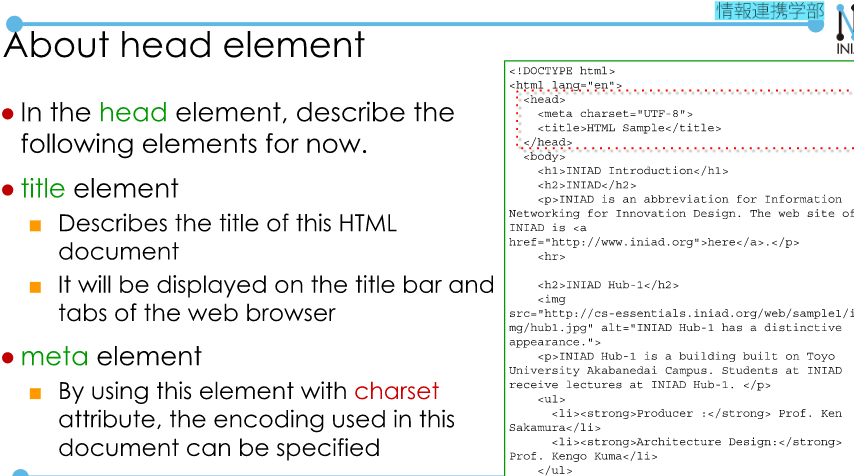 情報連携学部
About head element
In the head element, describe the
following elements for now.
title element
Describes the title of this HTML
document
It will be displayed on the title bar and
tabs of the web browser
meta element
By using this element with charset
attribute, the encoding used in this
document can be specified
<!DOCTYPE html>
<html lang="en">
<head>
<meta charset="UTF-8">
<title>HTML Sample</title>
</head>
<body>
<h1>INIAD Introduction</h1>
<h2>INIAD</h2>
<p>INIAD is an abbreviation for Information
Networking for Innovation Design. The web site of
INIAD is <a
href="http://www.iniad.org">here</a>.</p>
<hr>
<h2>INIAD Hub-1</h2>
<img
src="http://cs-essentials.iniad.org/web/sample1/i
mg/hub1.jpg" alt="INIAD Hub-1 has a distinctive
appearance.">
<p>INIAD Hub-1 is a building built on Toyo
University Akabanedai Campus. Students at INIAD
receive lectures at INIAD Hub-1. </p>
<ul>
<li><strong>Producer :</strong> Prof. Ken
Sakamura</li>
<li><strong>Architecture Design:</strong>
Prof. Kengo Kuma</li>
</ul>